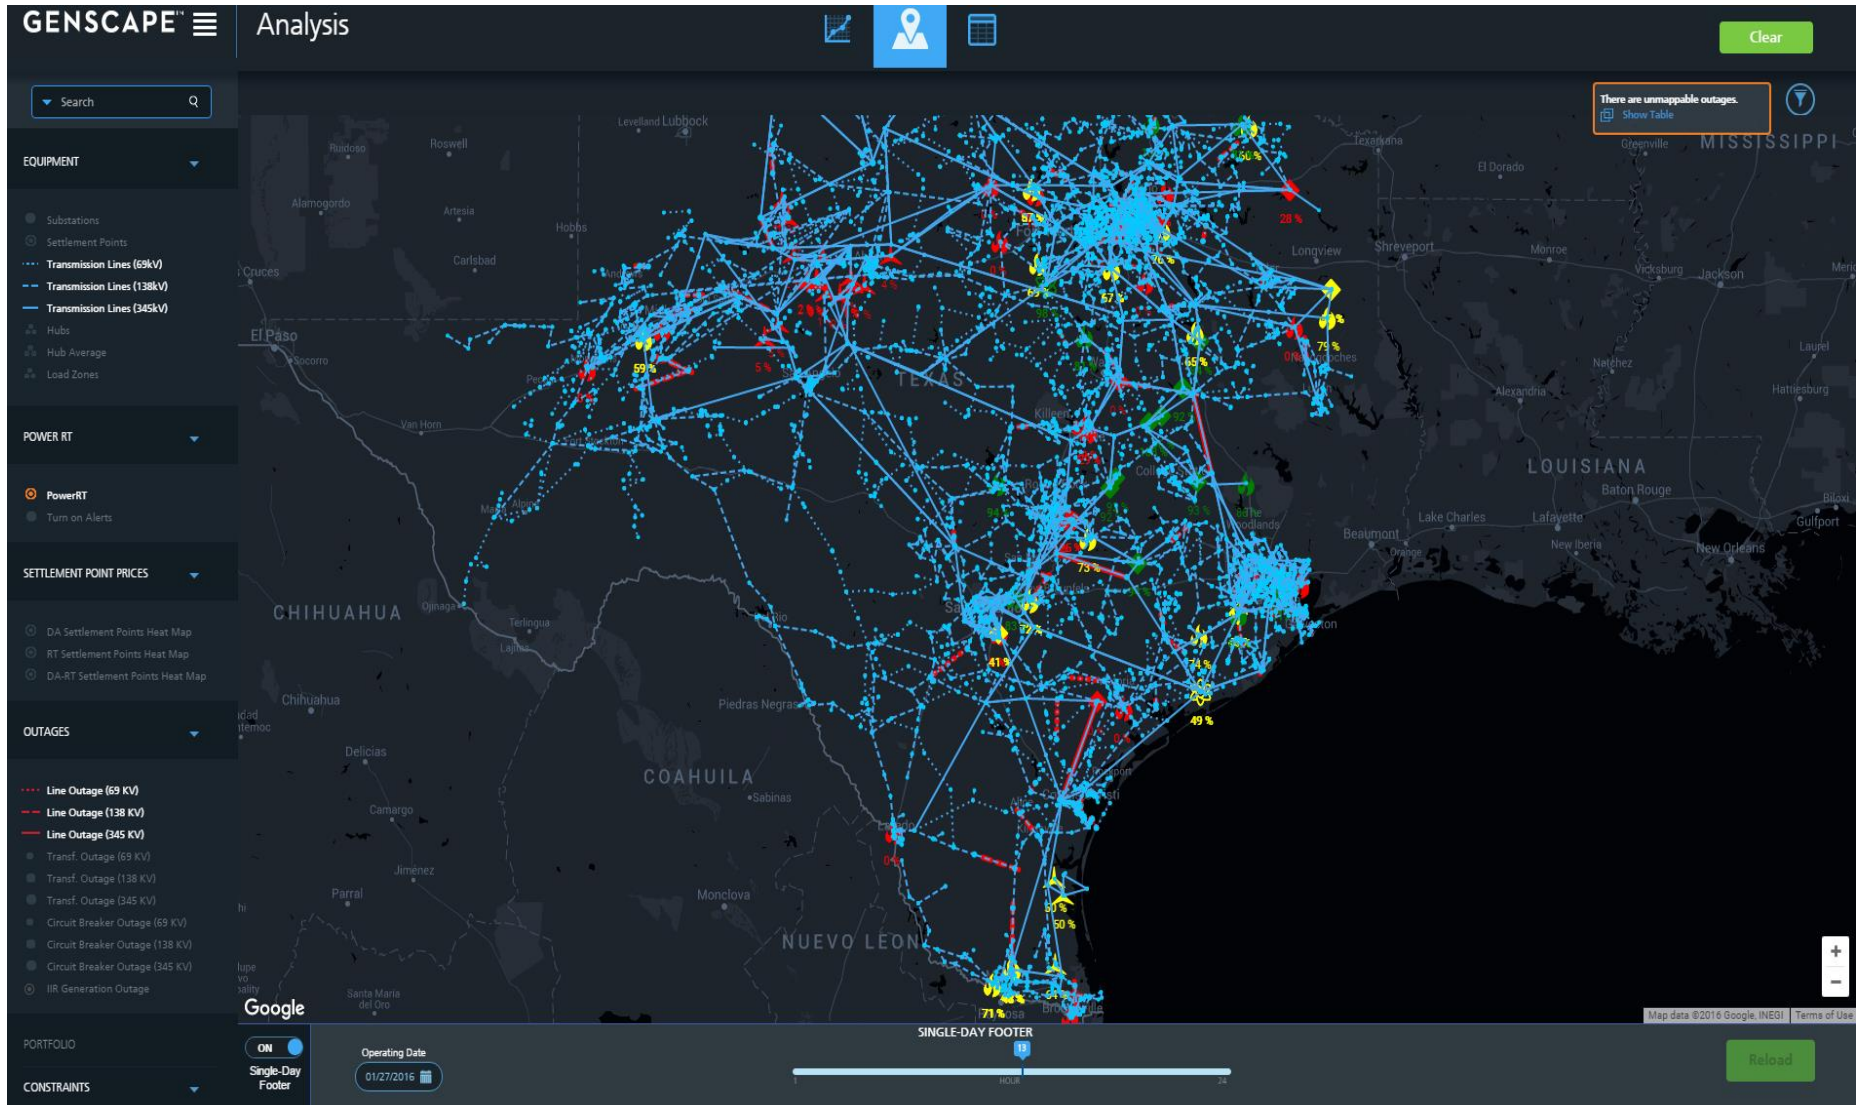 GENSCAPE™
Analysis
Clear
Search
There are unmappable outages.
Show Table
EQUIPMENT
Substations
Settlement Points
Transmission Lines (69kV)
Transmission Lines (138kV)
Transmission Lines (345kV)
Hubs
Hub Average
Load Zones
POWER RT
PowerRT
Turn on Alerts
SETTLEMENT POINT PRICES
DA Settlement Points Heat Map
RT Settlement Points Heat Map
DA-RT Settlement Points Heat Map
OUTAGES
Line Outage (69 KV)
Line Outage (138 KV)
Line Outage (345 KV)
Transf. Outage (69 KV)
Transf. Outage (138 KV)
Transf. Outage (345 KV)
Circuit Breaker Outage (69 KV)
Circuit Breaker Outage (138 KV)
Circuit Breaker Outage (345 KV)
IIR Generation Outage
PORTFOLIO
CONSTRAINTS
Levelland Lubbock
Ruidoso
Roswell
Texarkana
Greenville
MISSISSIPPI
El Dorado
Alamogordo
Artesia
Hobbs
28 %
Longview
Shreveport
Monroe
Vicksburg
Jackson
Cruces
Carlsbad
El Paso
Socorro
TEXAS
59 %
5 %
65 %
79 %
Natchez
Laurel
Hattiesburg
Alexandria
Van Horn
Killeen
LOUISIANA
Baton Rouge
Biloxi
Gulfport
93 %
Woodlands
Beaumont
Orange
Lake Charles
Lafayette
New Iberia
New Orleans
Alpine
73 %
CHIHUAHUA
Ojinaga
Terlingua
41 %
74 %
49 %
Chihuahua
Piedras Negras
Delicias
COAHUILA
Sabinas
Camargo
Jiménez
Parral
Monclova
0 %
50 %
NUEVO LEON
Santa Maria
del Oro
71 %
Google
Map data ©2016 Google, INEGI
Terms of Use
+
−
ON
Single-Day
Footer
Operating Date
01/27/2016
SINGLE-DAY FOOTER
13
1
HOUR
24
Reload